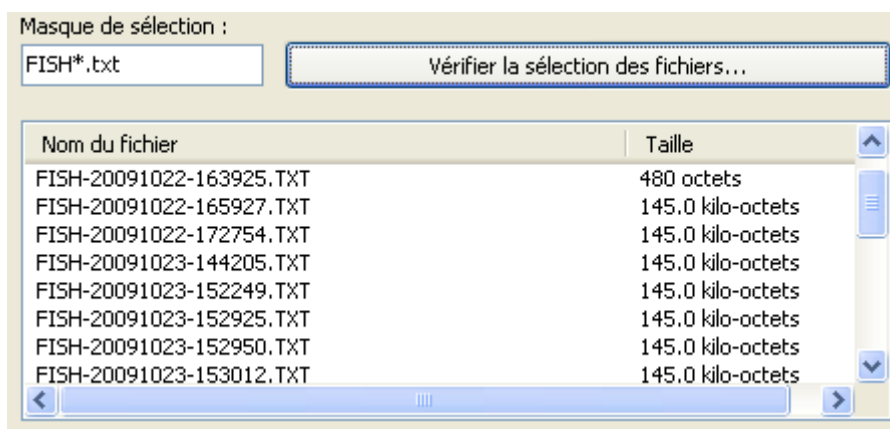 Masque de sélection :
FISH*.txt
Vérifier la sélection des fichiers...
Nom du fichier Taille
FISH-20091022-163925.TXT 480 octets
FISH-20091022-165927.TXT 145.0 kilo-octets
FISH-20091022-172754.TXT 145.0 kilo-octets
FISH-20091023-144205.TXT 145.0 kilo-octets
FISH-20091023-152249.TXT 145.0 kilo-octets
FISH-20091023-152925.TXT 145.0 kilo-octets
FISH-20091023-152950.TXT 145.0 kilo-octets
FISH-20091023-153012.TXT 145.0 kilo-octets